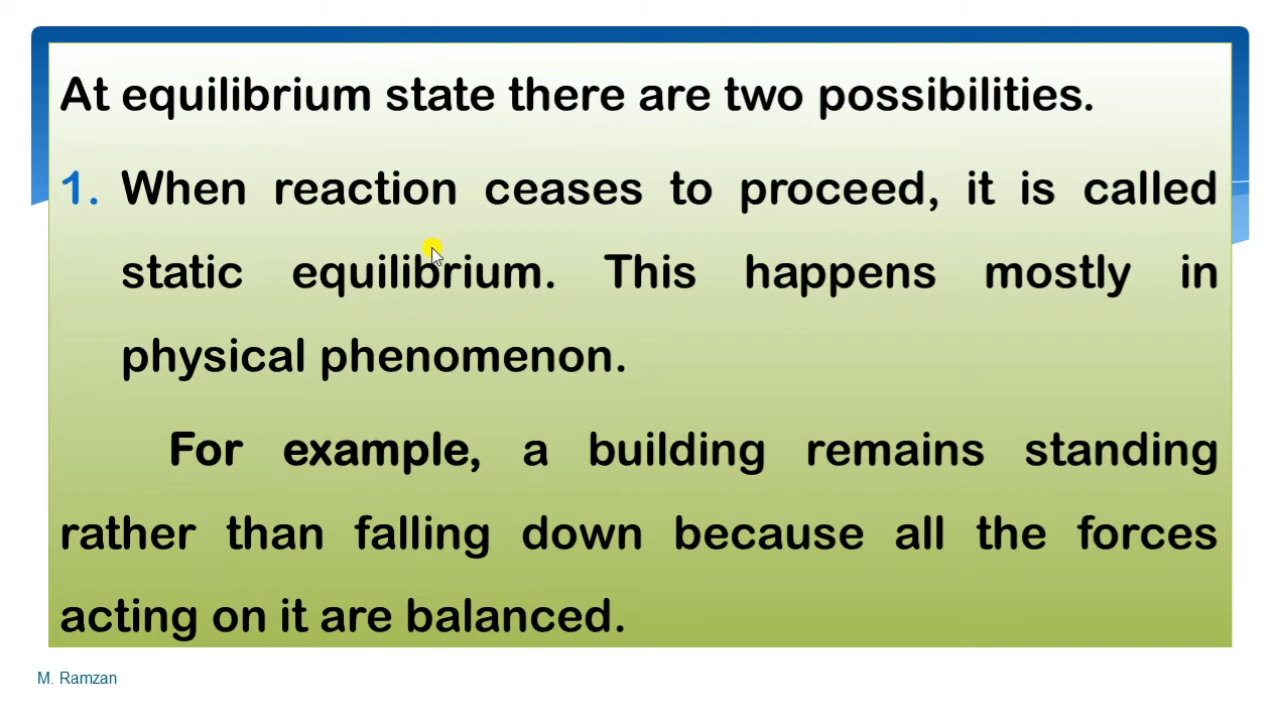 At equilibrium state there are two possibilities.
1. When reaction ceases to proceed, it is called
static equilibrium. This happens mostly in
physical phenomenon.
For example, a building remains standing
rather than falling down because all the forces
acting on it are balanced.
M. Ramzan